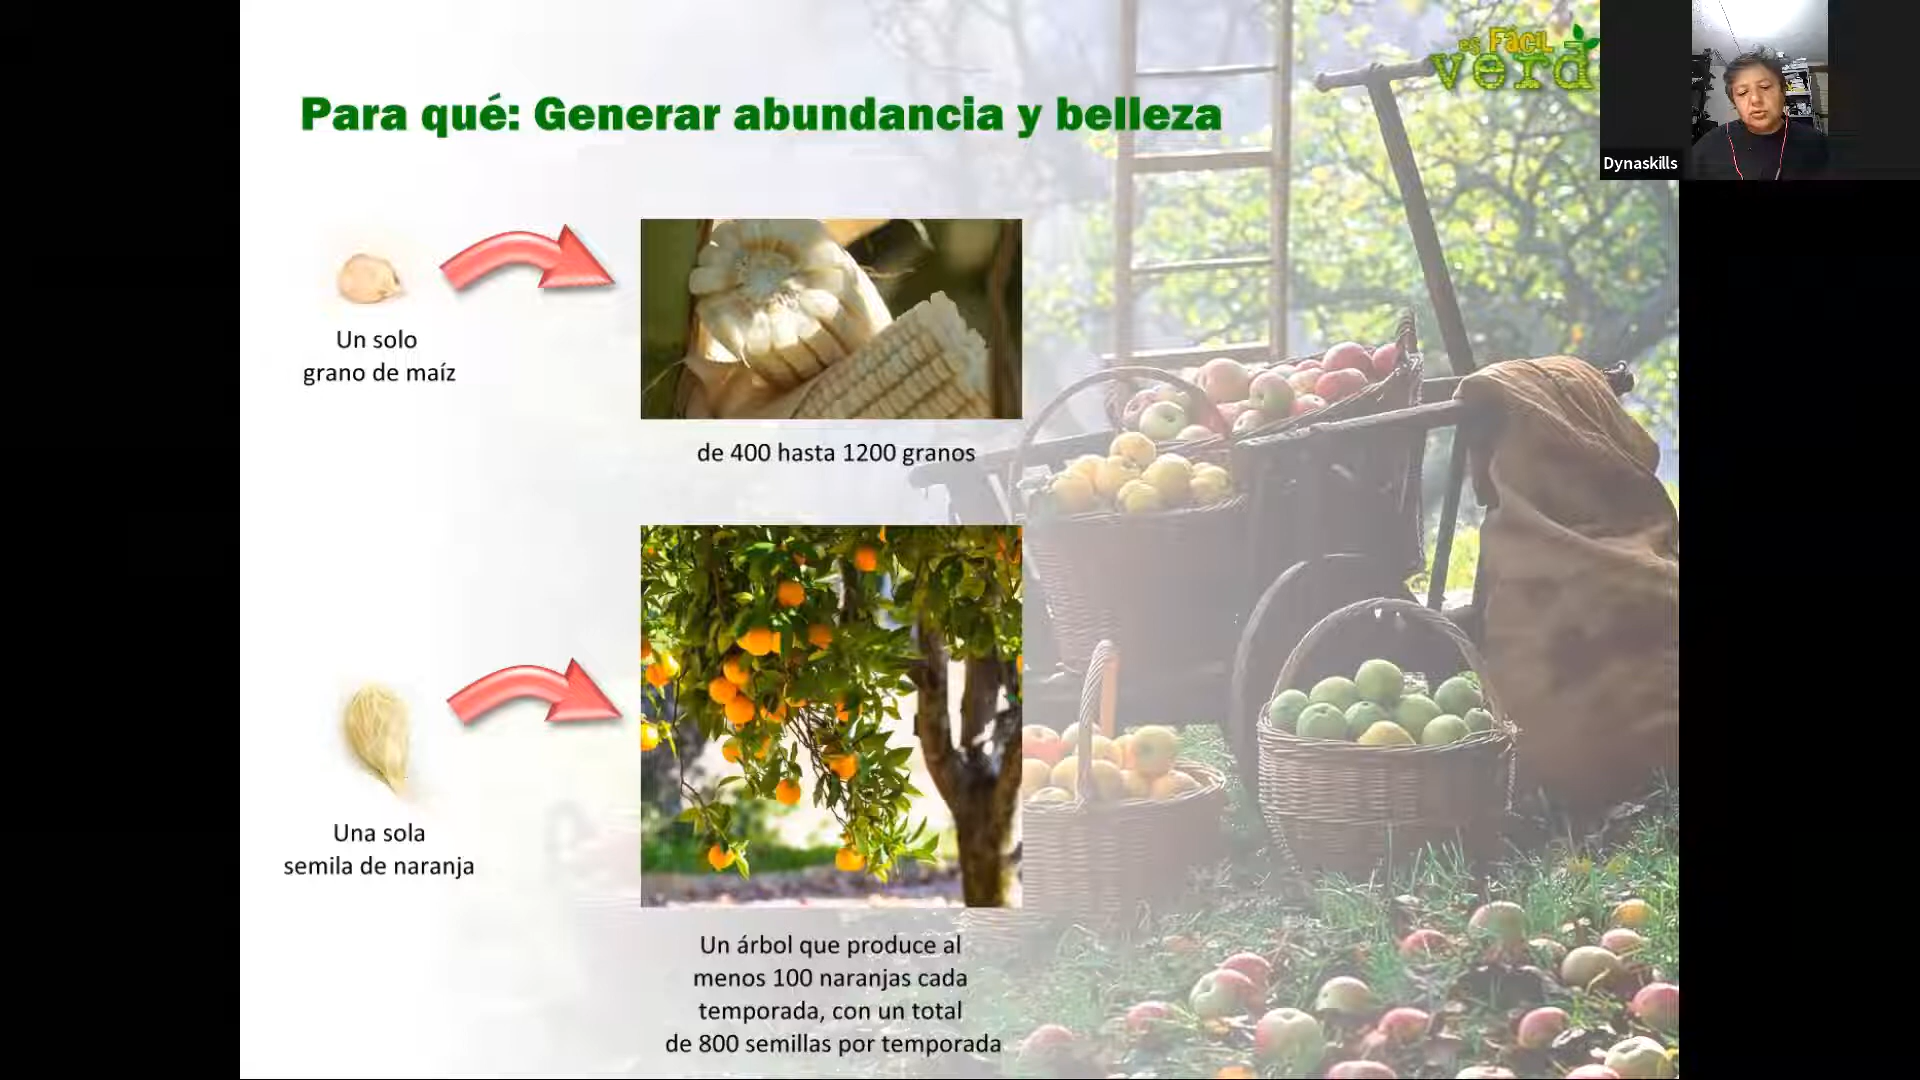 es Fácil
verd
Para qué: Generar abundancia y belleza
Dynaskills
Un solo
grano de maíz
de 400 hasta 1200 granos
Una sola
semila de naranja
Un árbol que produce al
menos 100 naranjas cada
temporada, con un total
de 800 semillas por temporada